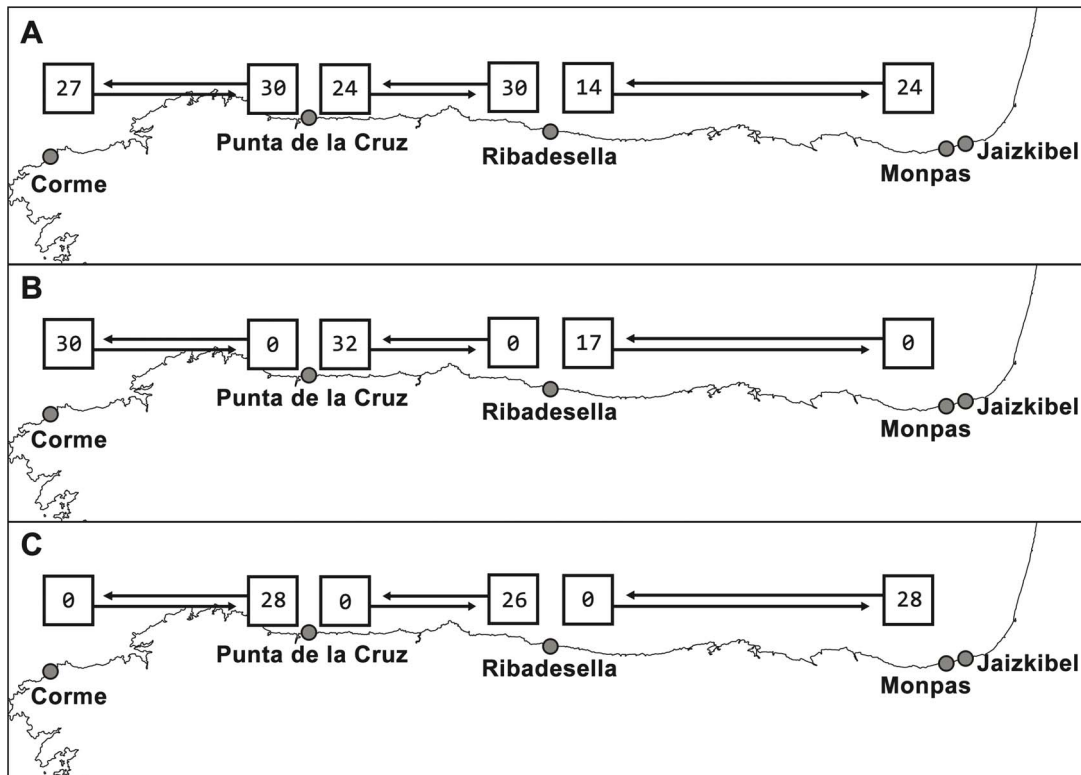 A
27 30 24 30 14 24
Punta de la Cruz
Ribadesella
Jaizkibel
Monpas
Corme
B
30 0 32 0 17 0
Punta de la Cruz
Ribadesella
Jaizkibel
Monpas
Corme
C
0 28 0 26 0 28
Punta de la Cruz
Ribadesella
Jaizkibel
Monpas
Corme